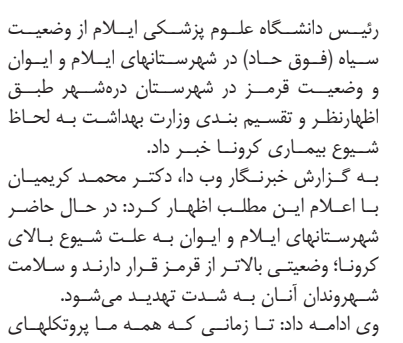 رئیس دانشگاه علوم پزشکی ایلام از وضعیت
سیاه (فوق حاد) در شهرستانهای ایلام و ایوان
و وضعیت قرمز در شهرستان دره‌شهر طبق
اظهارنظر و تقسیم بندی وزارت بهداشت به لحاظ
شیوع بیماری کرونا خبر داد.
به گزارش خبرنگار وب دا، دکتر محمد کریمیان
با اعلام این مطلب اظهار کرد: در حال حاضر
شهرستانهای ایلام و ایوان به علت شیوع بالای
کرونا؛ وضعیتی بالاتر از قرمز قرار دارند و سلامت
شهروندان آنان به شدت تهدید می‌شود.
وی ادامه داد: تا زمانی که همه ما پروتکلهای